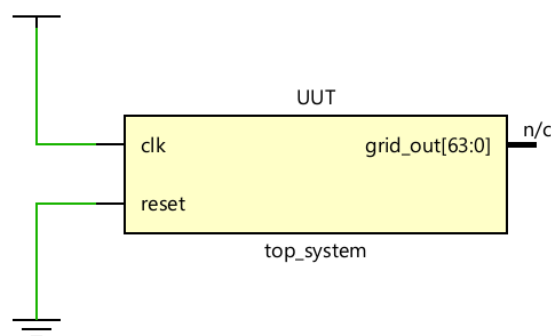 UUT
n/c
clk
grid_out[63:0]
reset
top_system